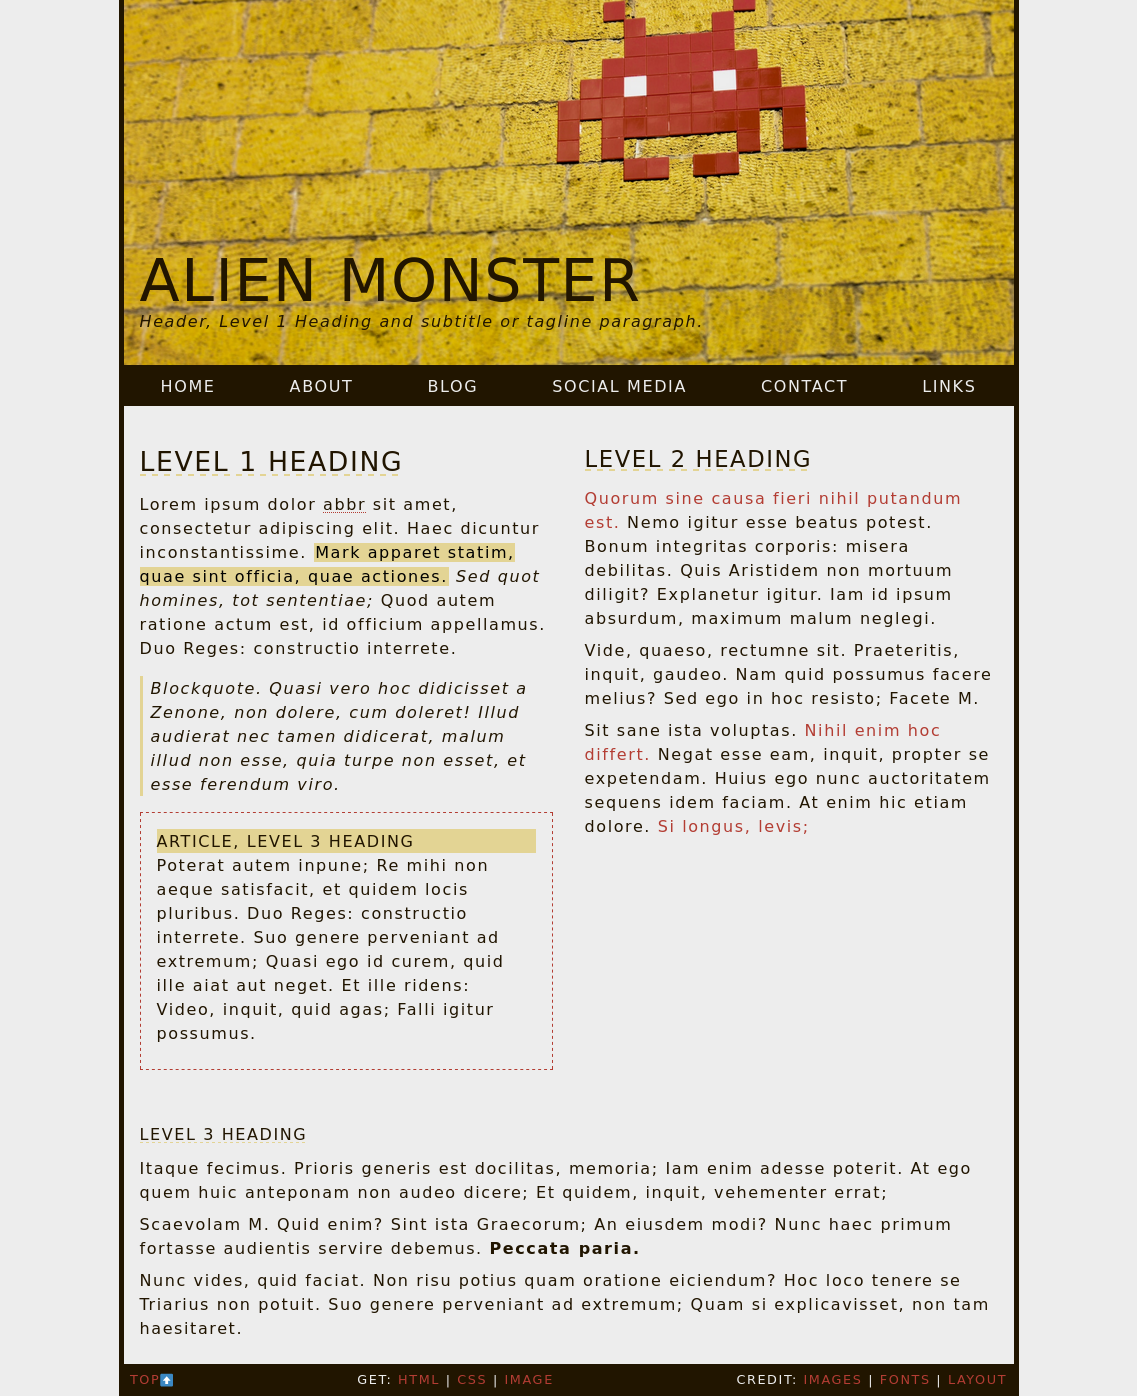 ALIEN MONSTER
Header, Level 1 Heading and subtitle or tagline paragraph.
HOME ABOUT BLOG SOCIAL MEDIA CONTACT LINKS
LEVEL 1 HEADING
Lorem ipsum dolor abbr sit amet,
consectetur adipiscing elit. Haec dicuntur
inconstantissime. Mark apparet statim,
quae sint officia, quae actiones. Sed quot
homines, tot sententiae; Quod autem
ratione actum est, id officium appellamus.
Duo Reges: constructio interrete.
Blockquote. Quasi vero hoc didicisset a
Zenone, non dolere, cum doleret! Illud
audierat nec tamen didicerat, malum
illud non esse, quia turpe non esset, et
esse ferendum viro.
ARTICLE, LEVEL 3 HEADING
Poterat autem inpune; Re mihi non
aeque satisfacit, et quidem locis
pluribus. Duo Reges: constructio
interrete. Suo genere perveniant ad
extremum; Quasi ego id curem, quid
ille aiat aut neget. Et ille ridens:
Video, inquit, quid agas; Falli igitur
possumus.
LEVEL 2 HEADING
Quorum sine causa fieri nihil putandum
est. Nemo igitur esse beatus potest.
Bonum integritas corporis: misera
debilitas. Quis Aristidem non mortuum
diligit? Explanetur igitur. Iam id ipsum
absurdum, maximum malum neglegi.
Vide, quaeso, rectumne sit. Praeteritis,
inquit, gaudeo. Nam quid possumus facere
melius? Sed ego in hoc resisto; Facete M.
Sit sane ista voluptas. Nihil enim hoc
differt. Negat esse eam, inquit, propter se
expetendam. Huius ego nunc auctoritatem
sequens idem faciam. At enim hic etiam
dolore. Si longus, levis;
LEVEL 3 HEADING
Itaque fecimus. Prioris generis est docilitas, memoria; Iam enim adesse poterit. At ego
quem huic anteponam non audeo dicere; Et quidem, inquit, vehementer errat;
Scaevolam M. Quid enim? Sint ista Graecorum; An eiusdem modi? Nunc haec primum
fortasse audientis servire debemus. Peccata paria.
Nunc vides, quid faciat. Non risu potius quam oratione eiciendum? Hoc loco tenere se
Triarius non potuit. Suo genere perveniant ad extremum; Quam si explicavisset, non tam
haesitaret.
TOP⬆️ GET: HTML | CSS | IMAGE CREDIT: IMAGES | FONTS | LAYOUT